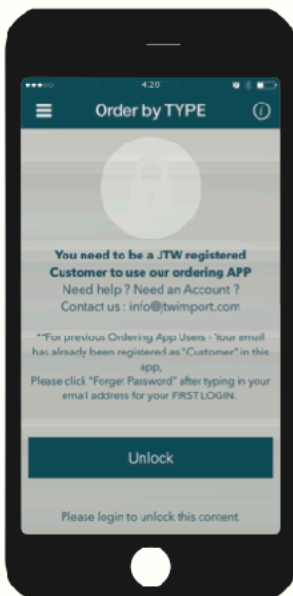 4.20
Order by TYPE
You need to be a JTW registered
Customer to use our ordering APP
Need help ? Need an Account ?
Contact us : info@jtwimport.com
**For previous Ordering App Users - Your email
has already been registered as "Customer" in this
app,
Please click "Forget Password" after typing in your
email address for your FIRST LOGIN.
Unlock
Please login to unlock this content